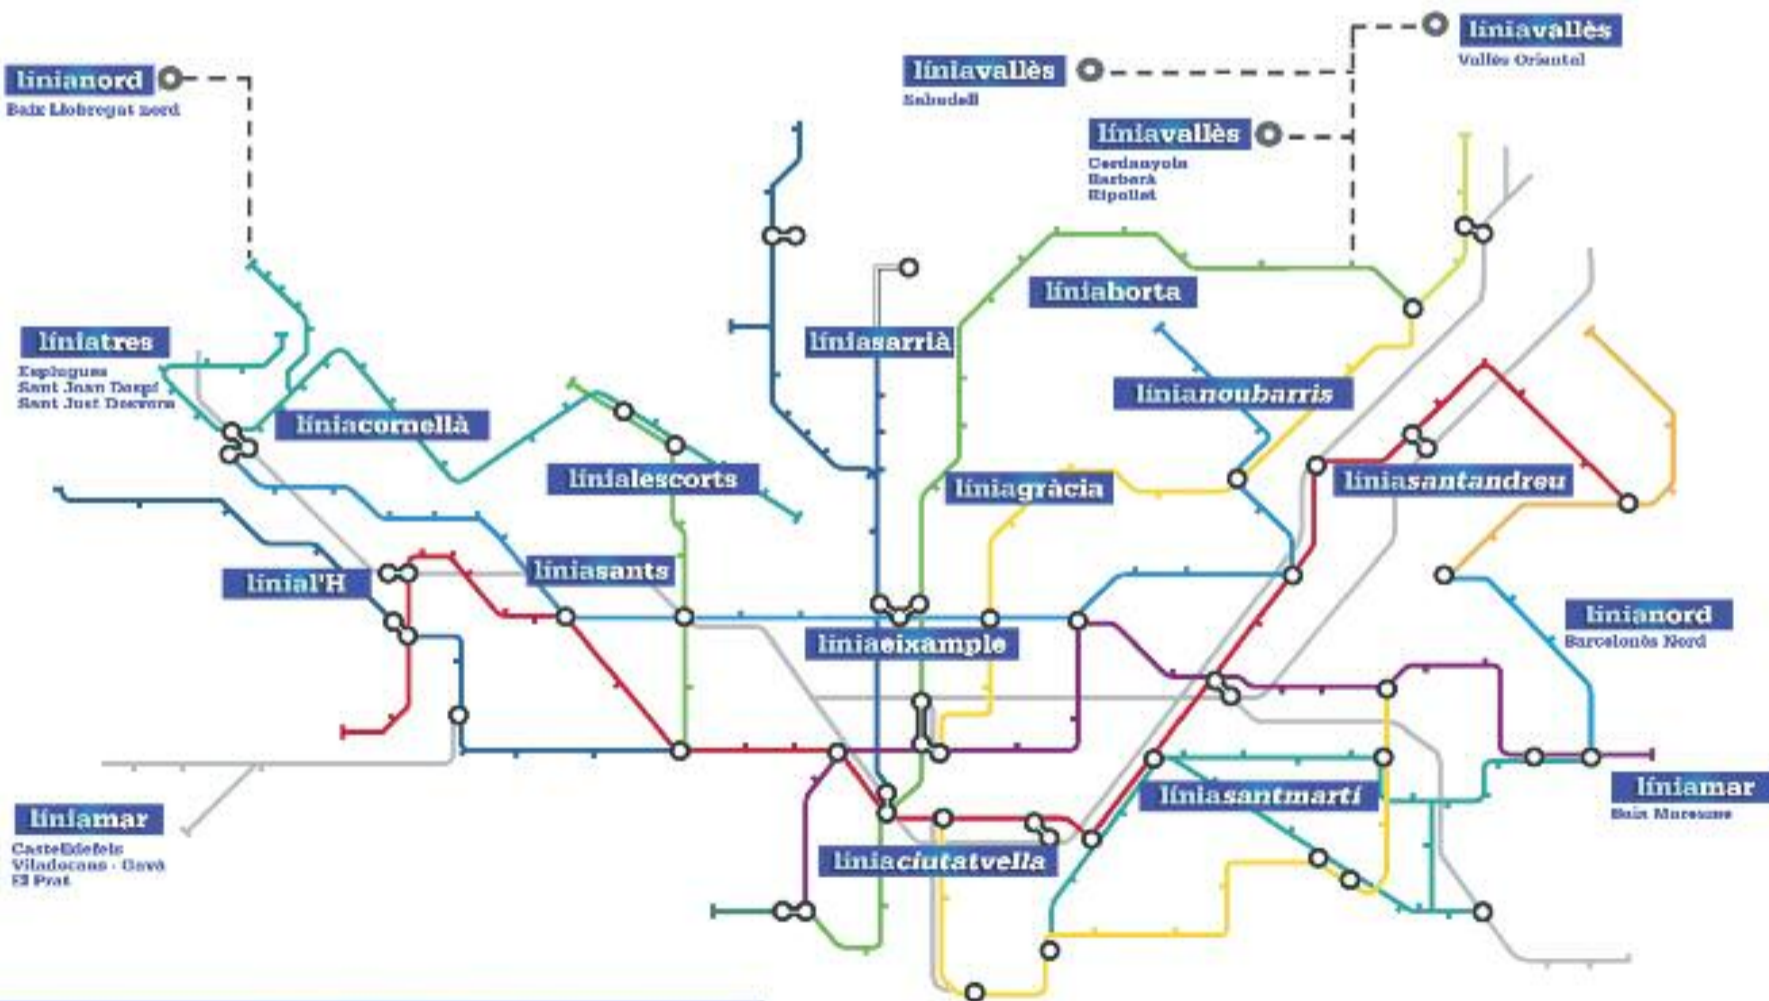 líniavallès
Vallès Oriental
línianord
Baix Llobregat nord
líniavallès
Sabadell
líniavallès
Cerdanyola
Barberà
Ripollet
líniahorta
líniatres
Esplugues
Sant Joan Despí
Sant Just Desvern
líniasarrià
línianoubarris
líniacornellà
línialescorts
líniagràcia
líniasantandreu
línial'H
líniasants
línianord
Barcelonès Nord
líniaeixample
líniamar
Baix Maresme
líniasantmartí
líniamar
Castelldefels
Viladecans - Gavà
El Prat
líniaciutatvella